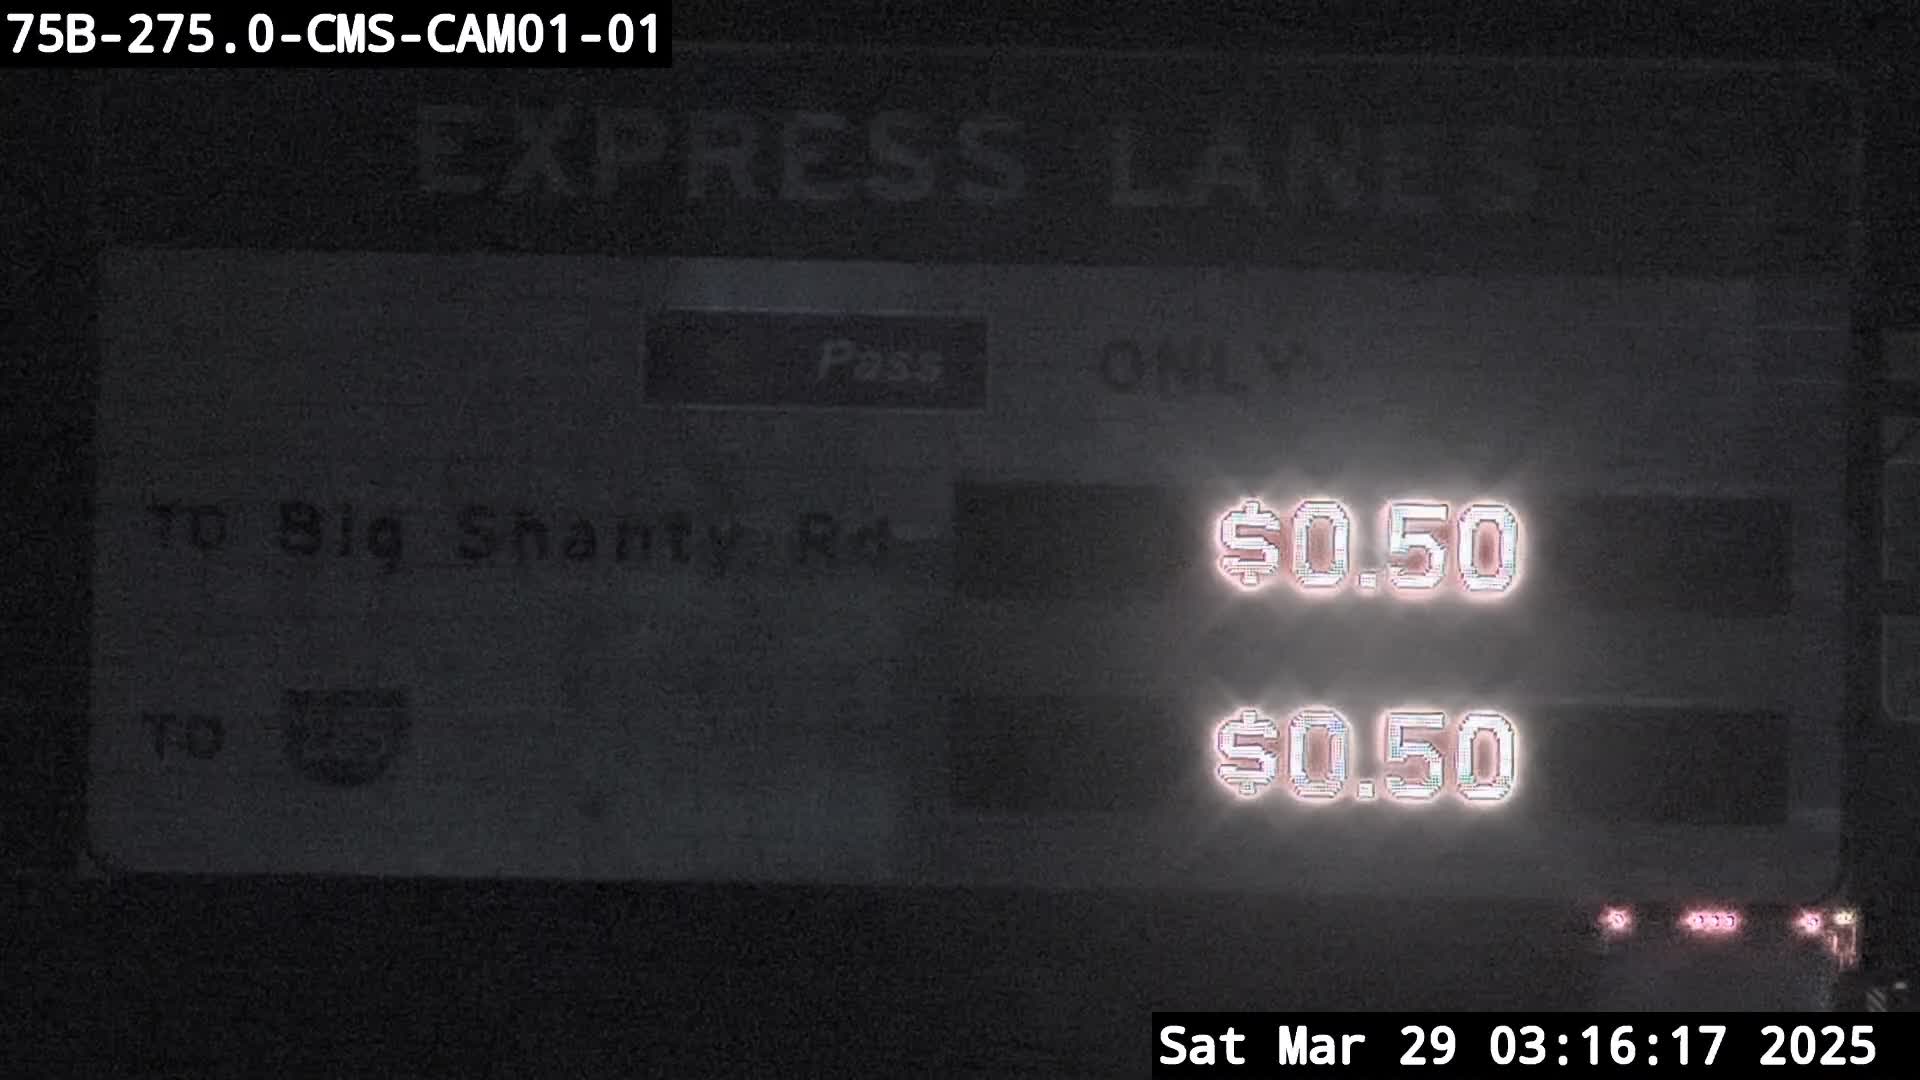 75B-275.0-CMS-CAM01-01
EXPRESS LANES
Pass ONLY
TO Big Shanty Rd $0.50
TO $0.50
Sat Mar 29 03:16:17 2025